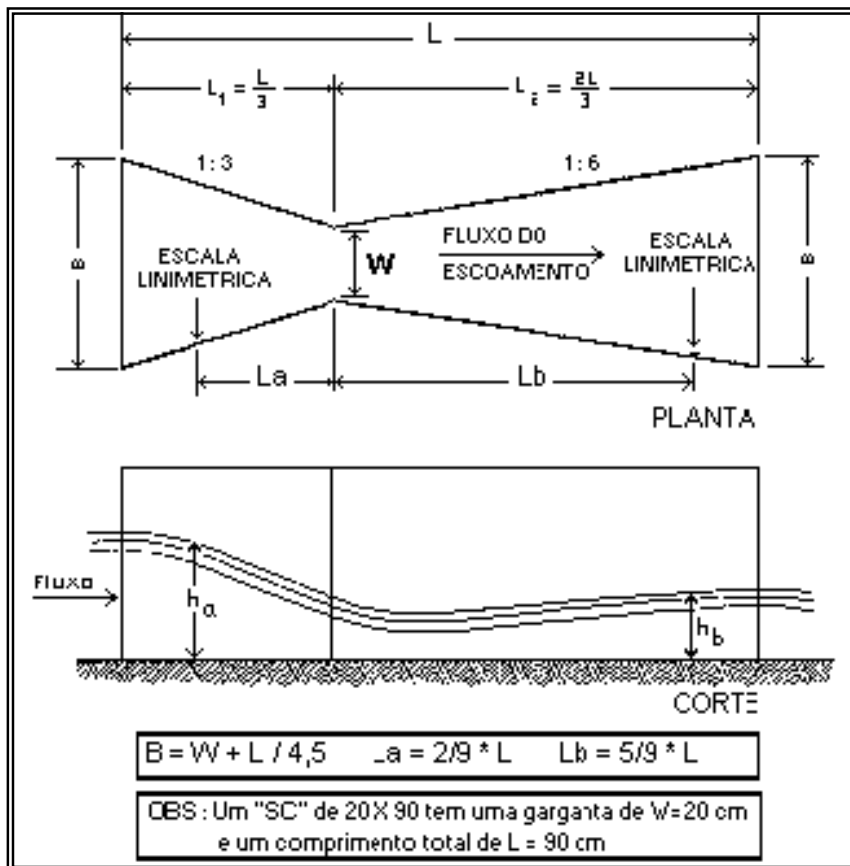 L
L₁ = L/3
L₂ = 2L/3
1:3
1:6
B
ESCALA
LINIMETRICA
W
FLUXO DO
ESCOAMENTO
ESCALA
LINIMETRICA
B
La
Lb
PLANTA
Fluxo
hₐ
h_b
CORTE
B = W + L / 4,5 La = 2/9 * L Lb = 5/9 * L
OBS : Um "SC" de 20X 90 tem uma garganta de W=20 cm
e um comprimento total de L = 90 cm